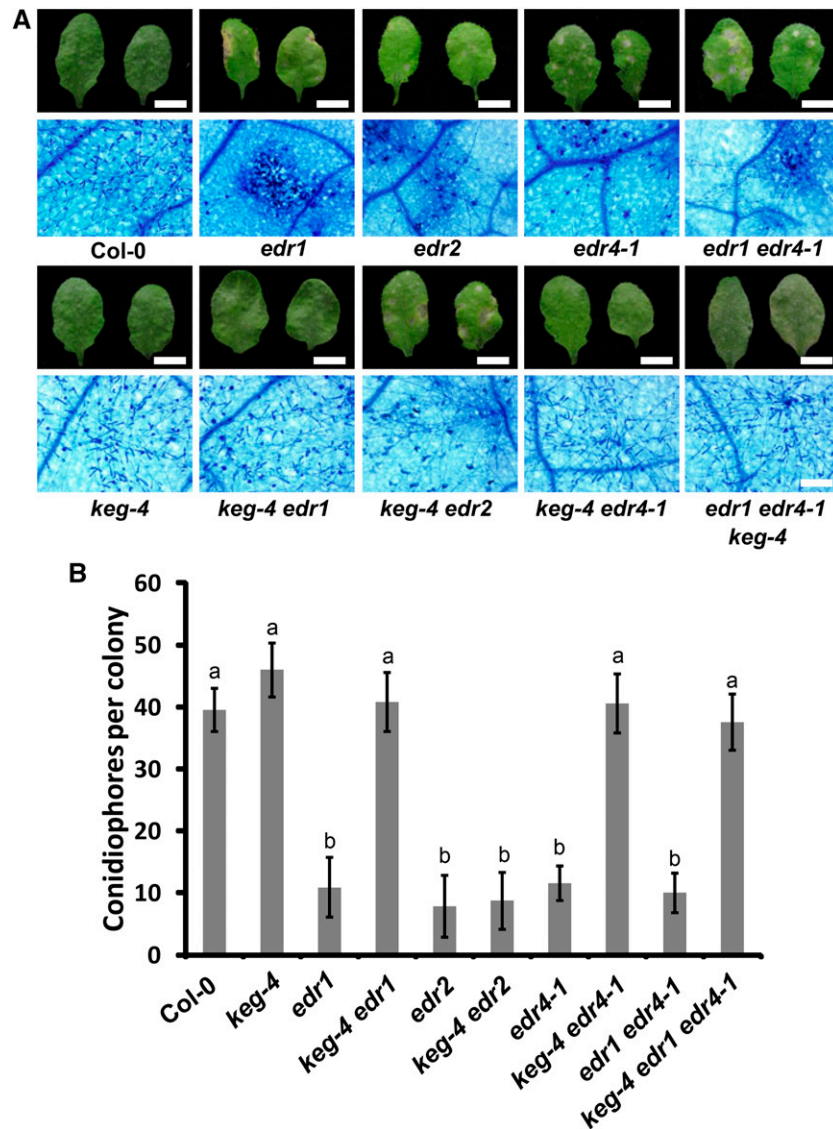 A
Col-0 edr1 edr2 edr4-1 edr1 edr4-1
keg-4 keg-4 edr1 keg-4 edr2 keg-4 edr4-1 edr1 edr4-1
keg-4
B
Conidiophores per colony
60
50
40
30
20
10
0
a
a
b
a
b
b
b
a
b
a
Col-0
keg-4
edr1
keg-4 edr1
edr2
keg-4 edr2
edr4-1
keg-4 edr4-1
edr1 edr4-1
keg-4 edr1 edr4-1